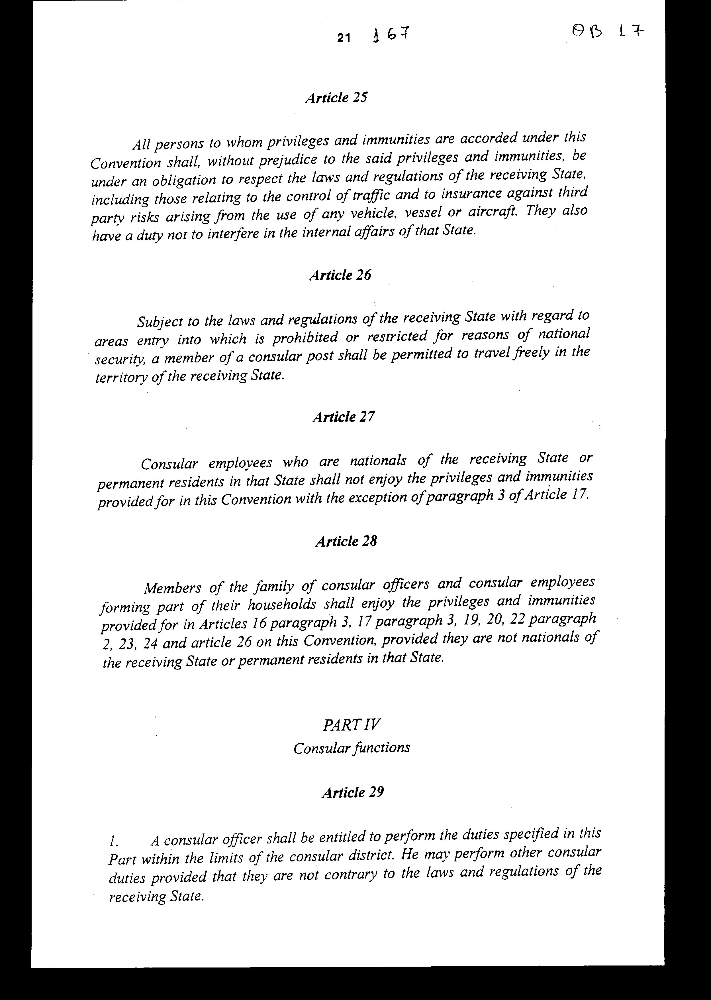 21 167 ΘΒ 17
Article 25
All persons to whom privileges and immunities are accorded under this
Convention shall, without prejudice to the said privileges and immunities, be
under an obligation to respect the laws and regulations of the receiving State,
including those relating to the control of traffic and to insurance against third
party risks arising from the use of any vehicle, vessel or aircraft. They also
have a duty not to interfere in the internal affairs of that State.
Article 26
Subject to the laws and regulations of the receiving State with regard to
areas entry into which is prohibited or restricted for reasons of national
security, a member of a consular post shall be permitted to travel freely in the
territory of the receiving State.
Article 27
Consular employees who are nationals of the receiving State or
permanent residents in that State shall not enjoy the privileges and immunities
provided for in this Convention with the exception of paragraph 3 of Article 17.
Article 28
Members of the family of consular officers and consular employees
forming part of their households shall enjoy the privileges and immunities
provided for in Articles 16 paragraph 3, 17 paragraph 3, 19, 20, 22 paragraph
2, 23, 24 and article 26 on this Convention, provided they are not nationals of
the receiving State or permanent residents in that State.
PART IV
Consular functions
Article 29
1. A consular officer shall be entitled to perform the duties specified in this
Part within the limits of the consular district. He may perform other consular
duties provided that they are not contrary to the laws and regulations of the
receiving State.